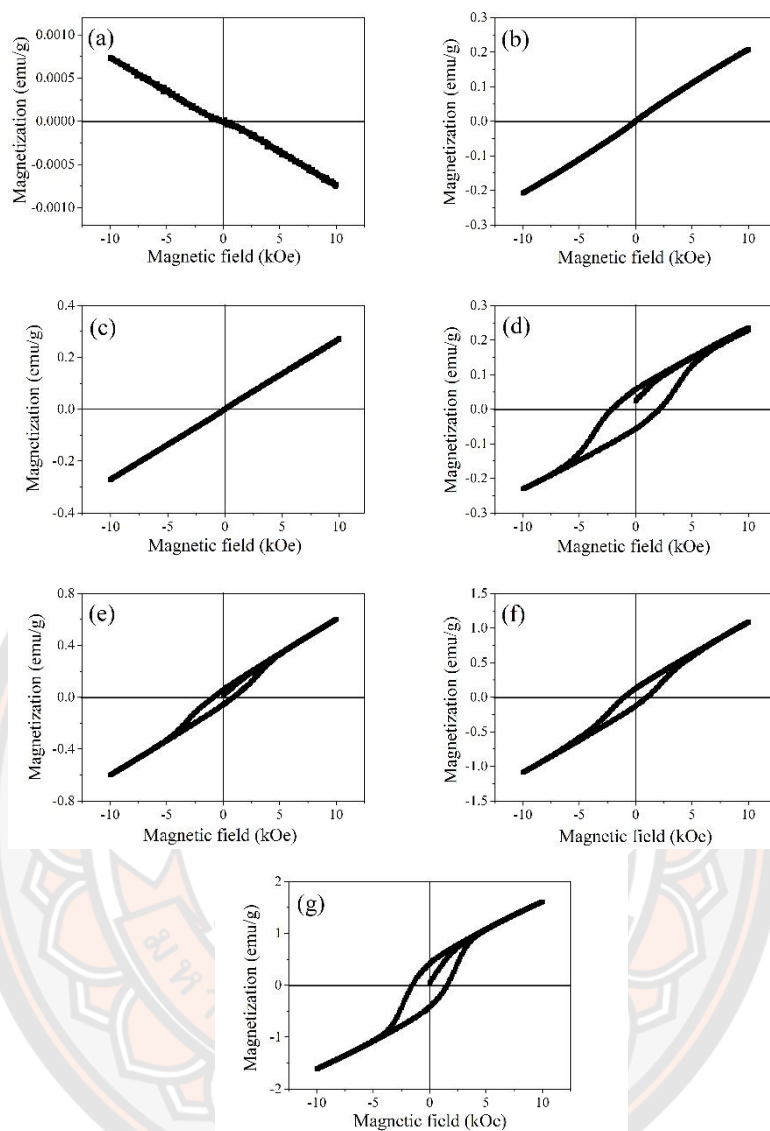 (a)
Magnetization (emu/g)
0.0010
0.0005
0.0000
-0.0005
-0.0010
-10 -5 0 5 10
Magnetic field (kOe)
(b)
Magnetization (emu/g)
0.3
0.2
0.1
0.0
-0.1
-0.2
-0.3
-10 -5 0 5 10
Magnetic field (kOe)
(c)
Magnetization (emu/g)
0.4
0.2
0.0
-0.2
-0.4
-10 -5 0 5 10
Magnetic field (kOe)
(d)
Magnetization (emu/g)
0.3
0.2
0.1
0.0
-0.1
-0.2
-0.3
-10 -5 0 5 10
Magnetic field (kOe)
(e)
Magnetization (emu/g)
0.8
0.4
0.0
-0.4
-0.8
-10 -5 0 5 10
Magnetic field (kOe)
(f)
Magnetization (emu/g)
1.5
1.0
0.5
0.0
-0.5
-1.0
-1.5
-10 -5 0 5 10
Magnetic field (kOe)
(g)
Magnetization (emu/g)
2
1
0
-1
-2
-10 -5 0 5 10
Magnetic field (kOe)